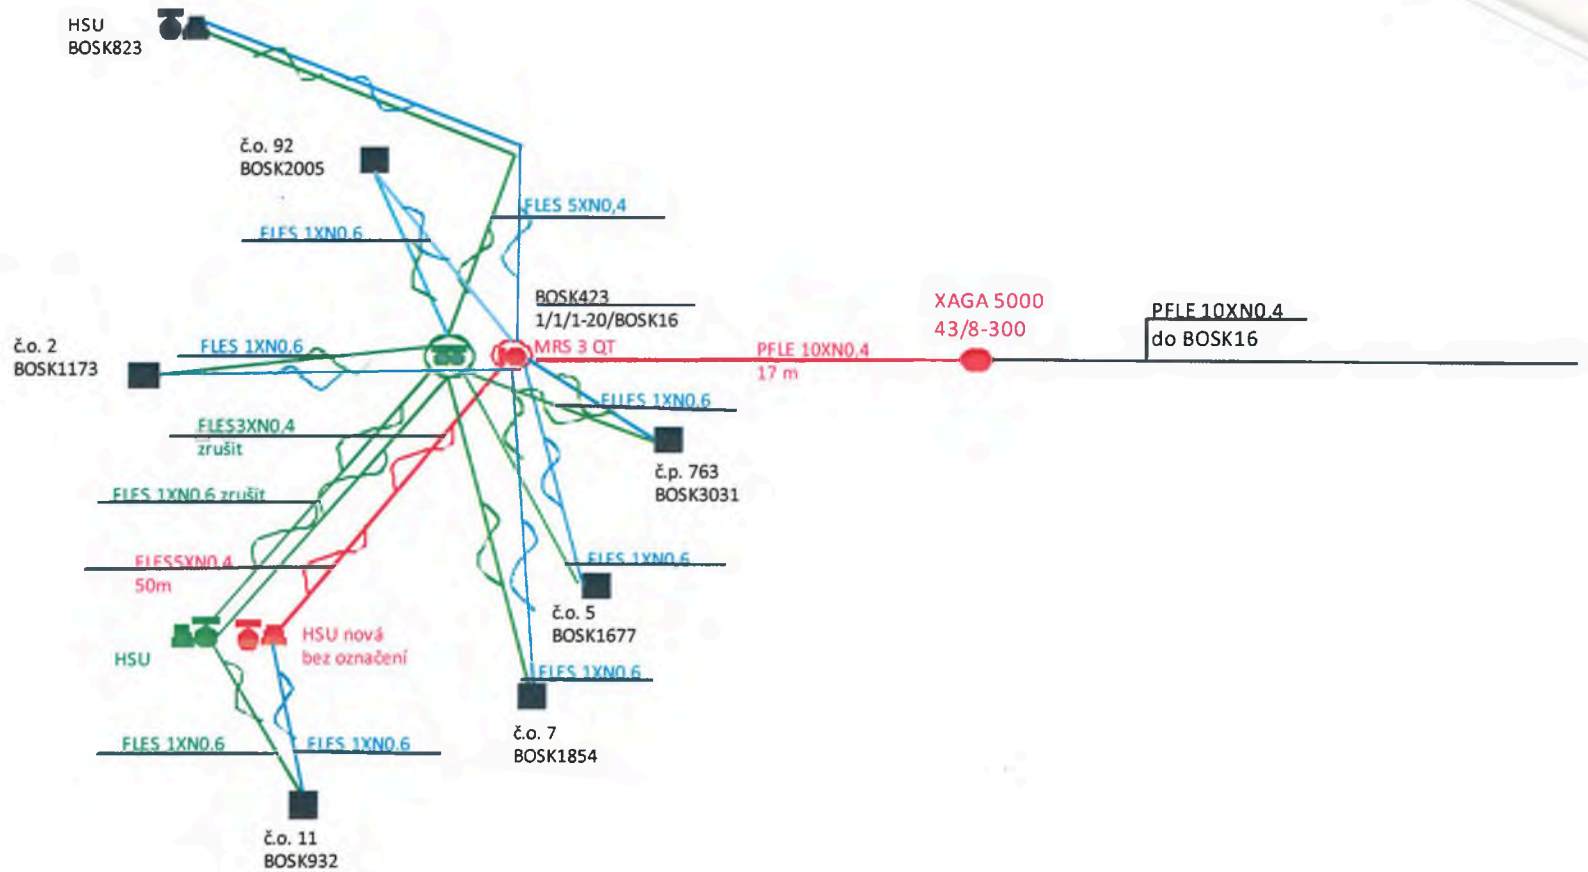 HSU
BOSK823
č.o. 92
BOSK2005
FLES 5XN0,4
FLES 1XN0.6
BOSK423
1/1/1-20/BOSK16
MRS 3 QT
XAGA 5000
43/8-300
PFLE 10XN0.4
do BOSK16
č.o. 2
BOSK1173
FLES 1XN0.6
PFLE 10XN0,4
17 m
FLLES 1XN0.6
FLES3XN0,4
zrušit
č.p. 763
BOSK3031
FLES 1XN0.6 zrušit
FLES5XN0,4
50m
FLES 1XN0.6
č.o. 5
BOSK1677
HSU
HSU nová
bez označení
FLES 1XN0.6
č.o. 7
BOSK1854
FLES 1XN0.6
FLES 1XN0.6
č.o. 11
BOSK932